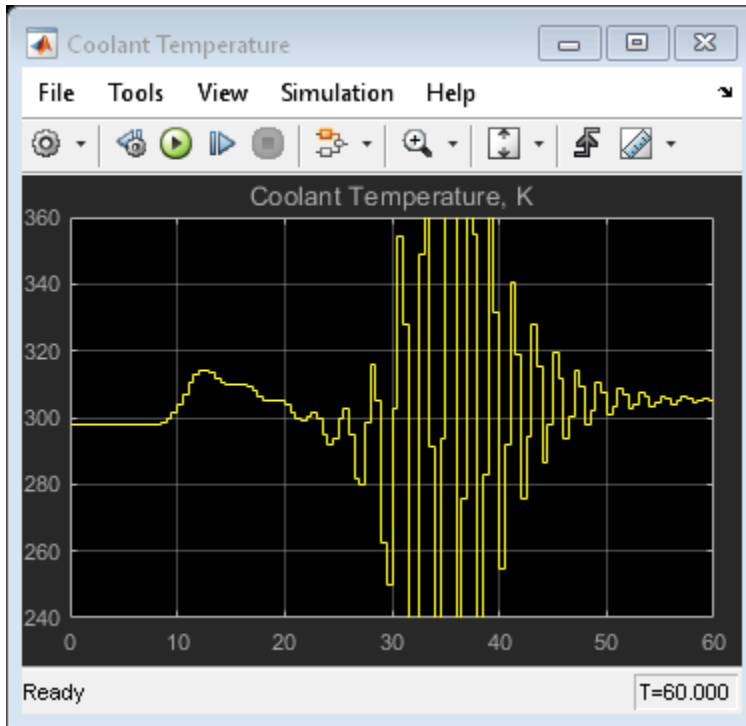 Coolant Temperature
File Tools View Simulation Help
Coolant Temperature, K
360
340
320
300
280
260
240
0 10 20 30 40 50 60
Ready T=60.000